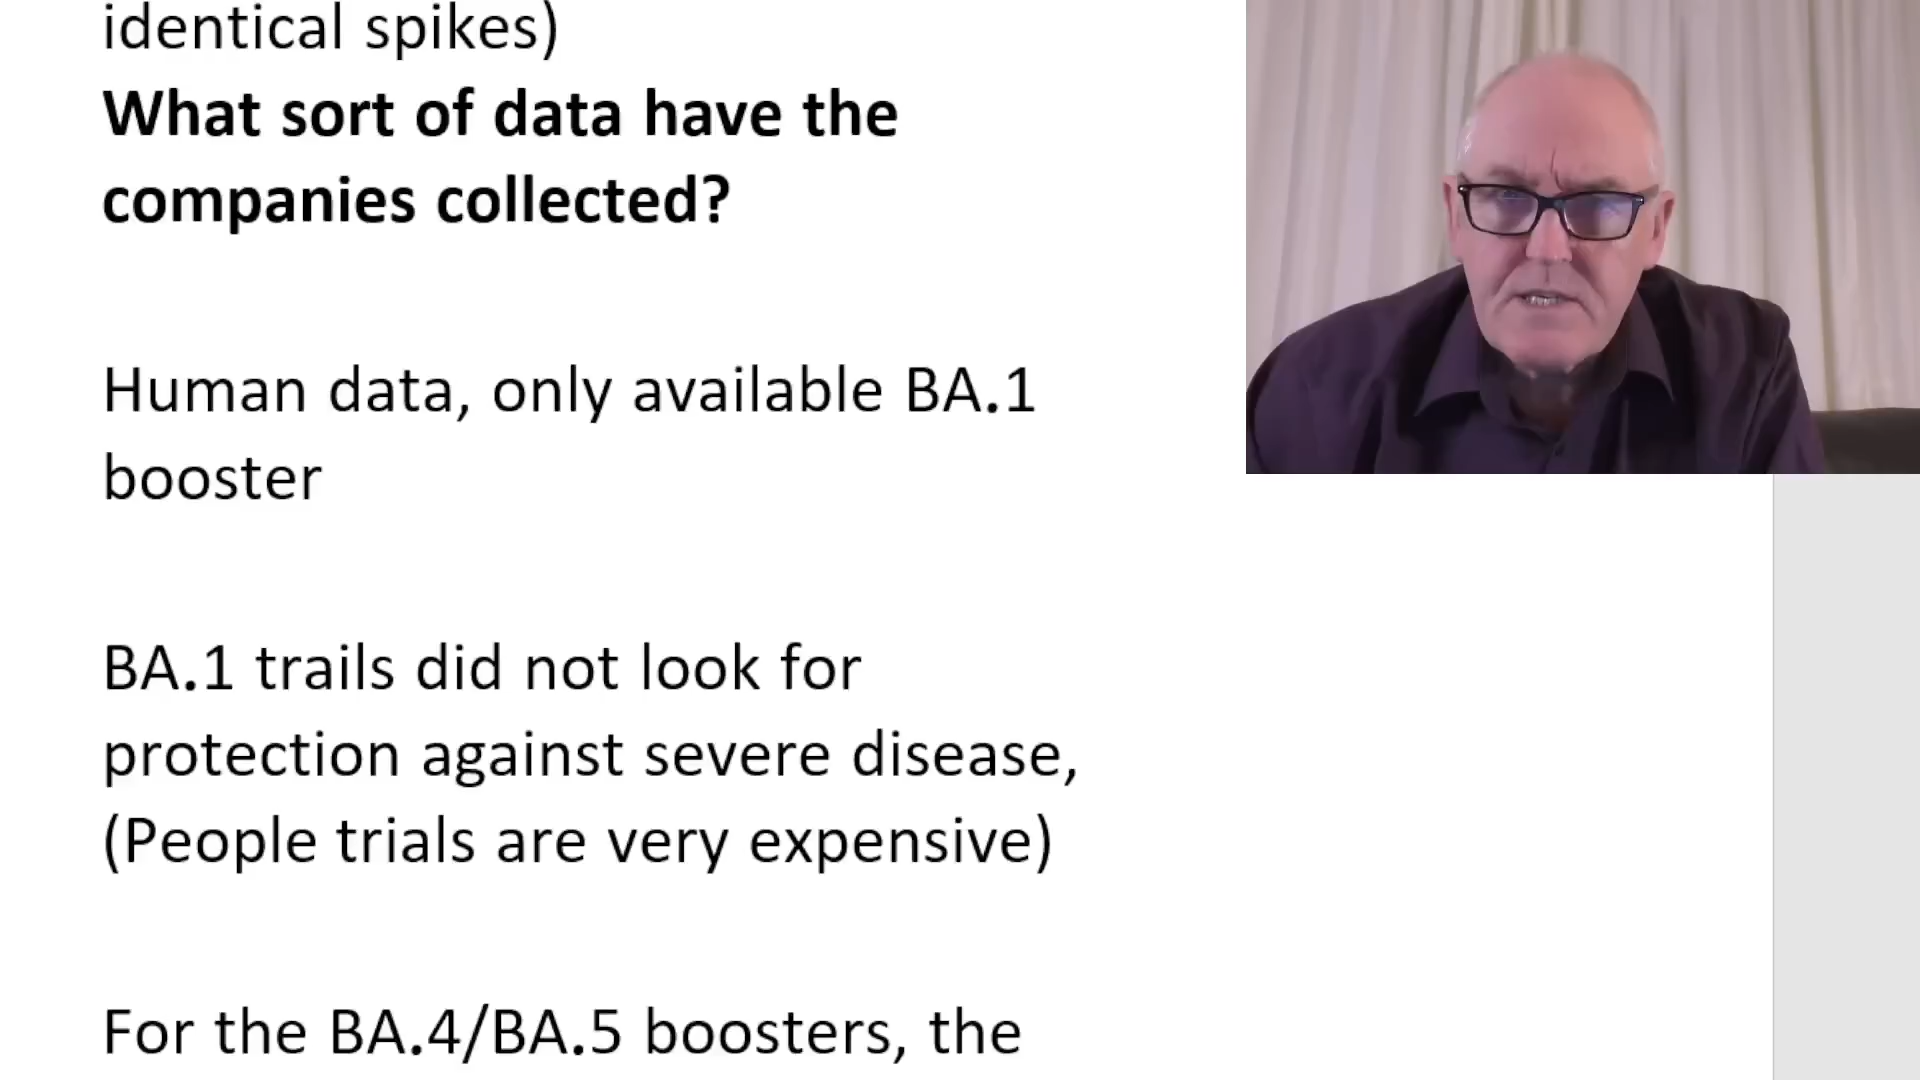 identical spikes)
What sort of data have the
companies collected?
Human data, only available BA.1
booster
BA.1 trails did not look for
protection against severe disease,
(People trials are very expensive)
For the BA.4/BA.5 boosters, the